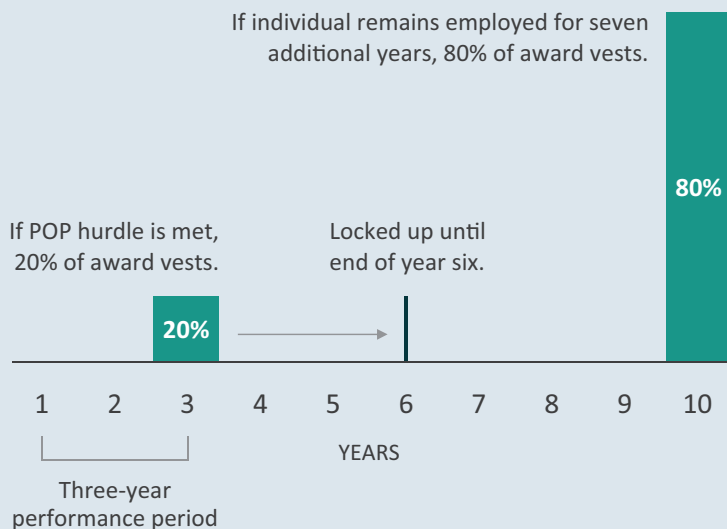 If individual remains employed for seven
additional years, 80% of award vests.
80%
If POP hurdle is met,
20% of award vests.
Locked up until
end of year six.
20%
1 2 3 4 5 6 7 8 9 10
YEARS
Three-year
performance period